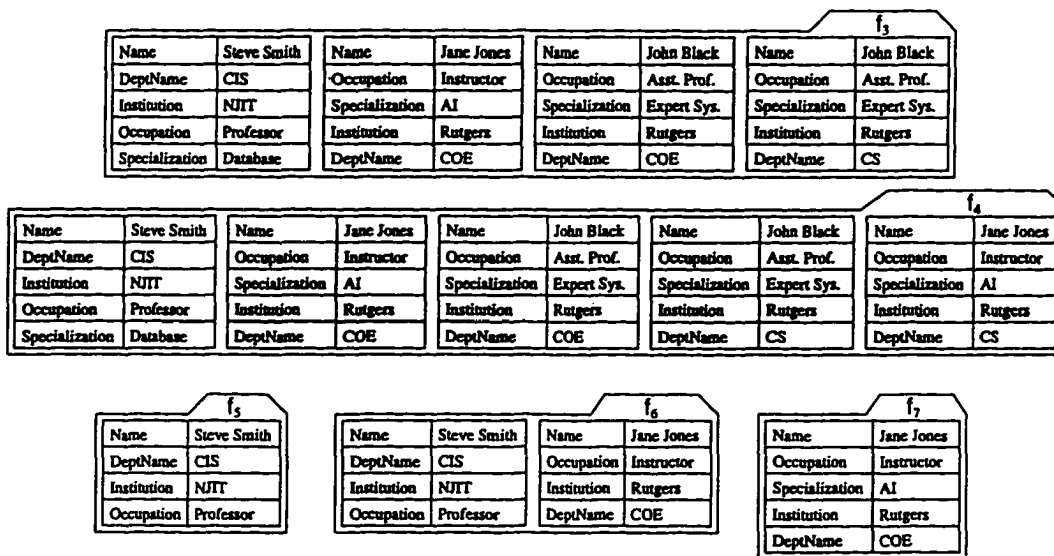 f3
Name Steve Smith Name Jane Jones Name John Black Name John Black
DeptName CIS Occupation Instructor Occupation Asst. Prof. Occupation Asst. Prof.
Institution NJIT Specialization AI Specialization Expert Sys. Specialization Expert Sys.
Occupation Professor Institution Rutgers Institution Rutgers Institution Rutgers
Specialization Database DeptName COE DeptName COE DeptName CS
f4
Name Steve Smith Name Jane Jones Name John Black Name John Black Name Jane Jones
DeptName CIS Occupation Instructor Occupation Asst. Prof. Occupation Asst. Prof. Occupation Instructor
Institution NJIT Specialization AI Specialization Expert Sys. Specialization Expert Sys. Specialization AI
Occupation Professor Institution Rutgers Institution Rutgers Institution Rutgers Institution Rutgers
Specialization Database DeptName COE DeptName COE DeptName CS DeptName CS
f5
Name Steve Smith
DeptName CIS
Institution NJIT
Occupation Professor
f6
Name Steve Smith Name Jane Jones
DeptName CIS Occupation Instructor
Institution NJIT Institution Rutgers
Occupation Professor DeptName COE
f7
Name Jane Jones
Occupation Instructor
Specialization AI
Institution Rutgers
DeptName COE